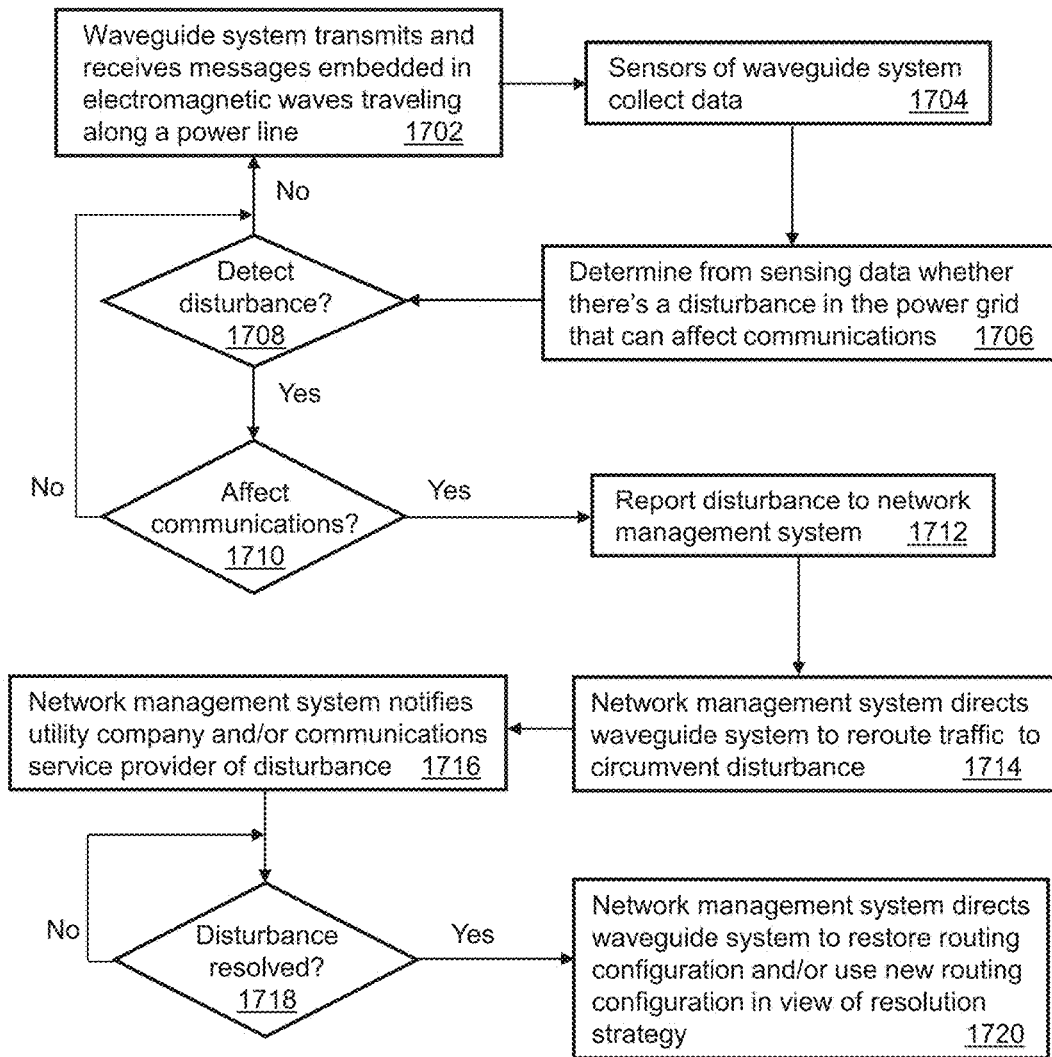 Waveguide system transmits and
receives messages embedded in
electromagnetic waves traveling
along a power line 1702
Sensors of waveguide system
collect data 1704
No
Detect
disturbance?
1708
Determine from sensing data whether
there's a disturbance in the power grid
that can affect communications 1706
Yes
No
Affect
communications?
1710
Yes
Report disturbance to network
management system 1712
Network management system notifies
utility company and/or communications
service provider of disturbance 1716
Network management system directs
waveguide system to reroute traffic to
circumvent disturbance 1714
No
Disturbance
resolved?
1718
Yes
Network management system directs
waveguide system to restore routing
configuration and/or use new routing
configuration in view of resolution
strategy 1720